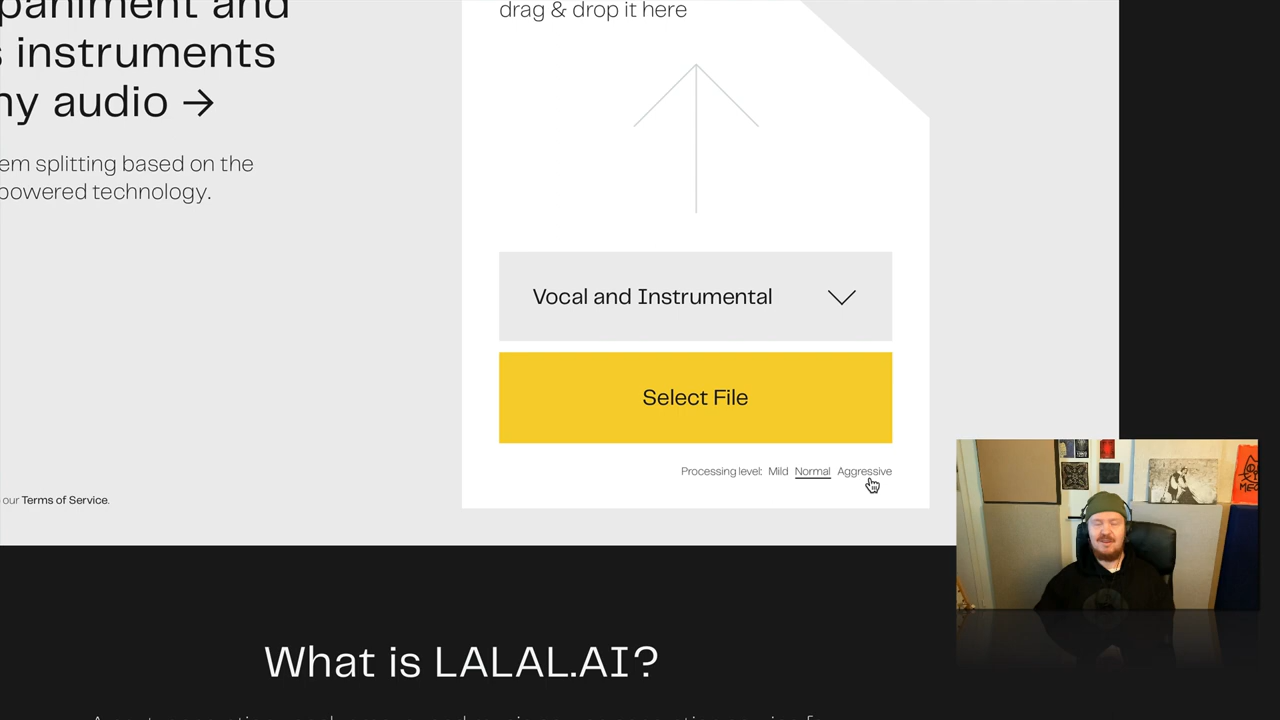 paniment and
s instruments
ny audio →
em splitting based on the
powered technology.
our Terms of Service.
drag & drop it here
Vocal and Instrumental
Select File
Processing level: Mild Normal Aggressive
What is LALAL.AI?